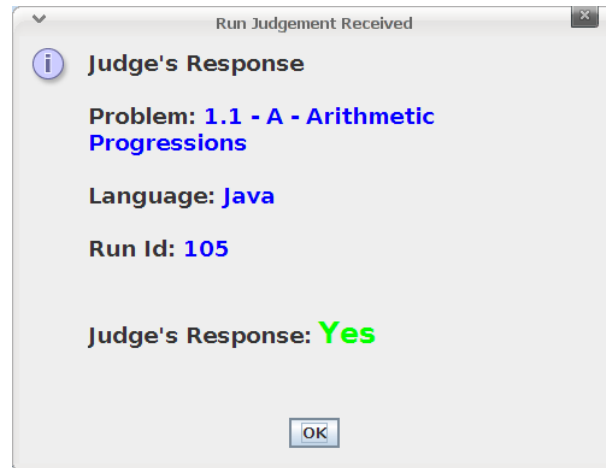 Run Judgement Received
Judge's Response
Problem: 1.1 - A - Arithmetic
Progressions
Language: Java
Run Id: 105
Judge's Response: Yes
OK